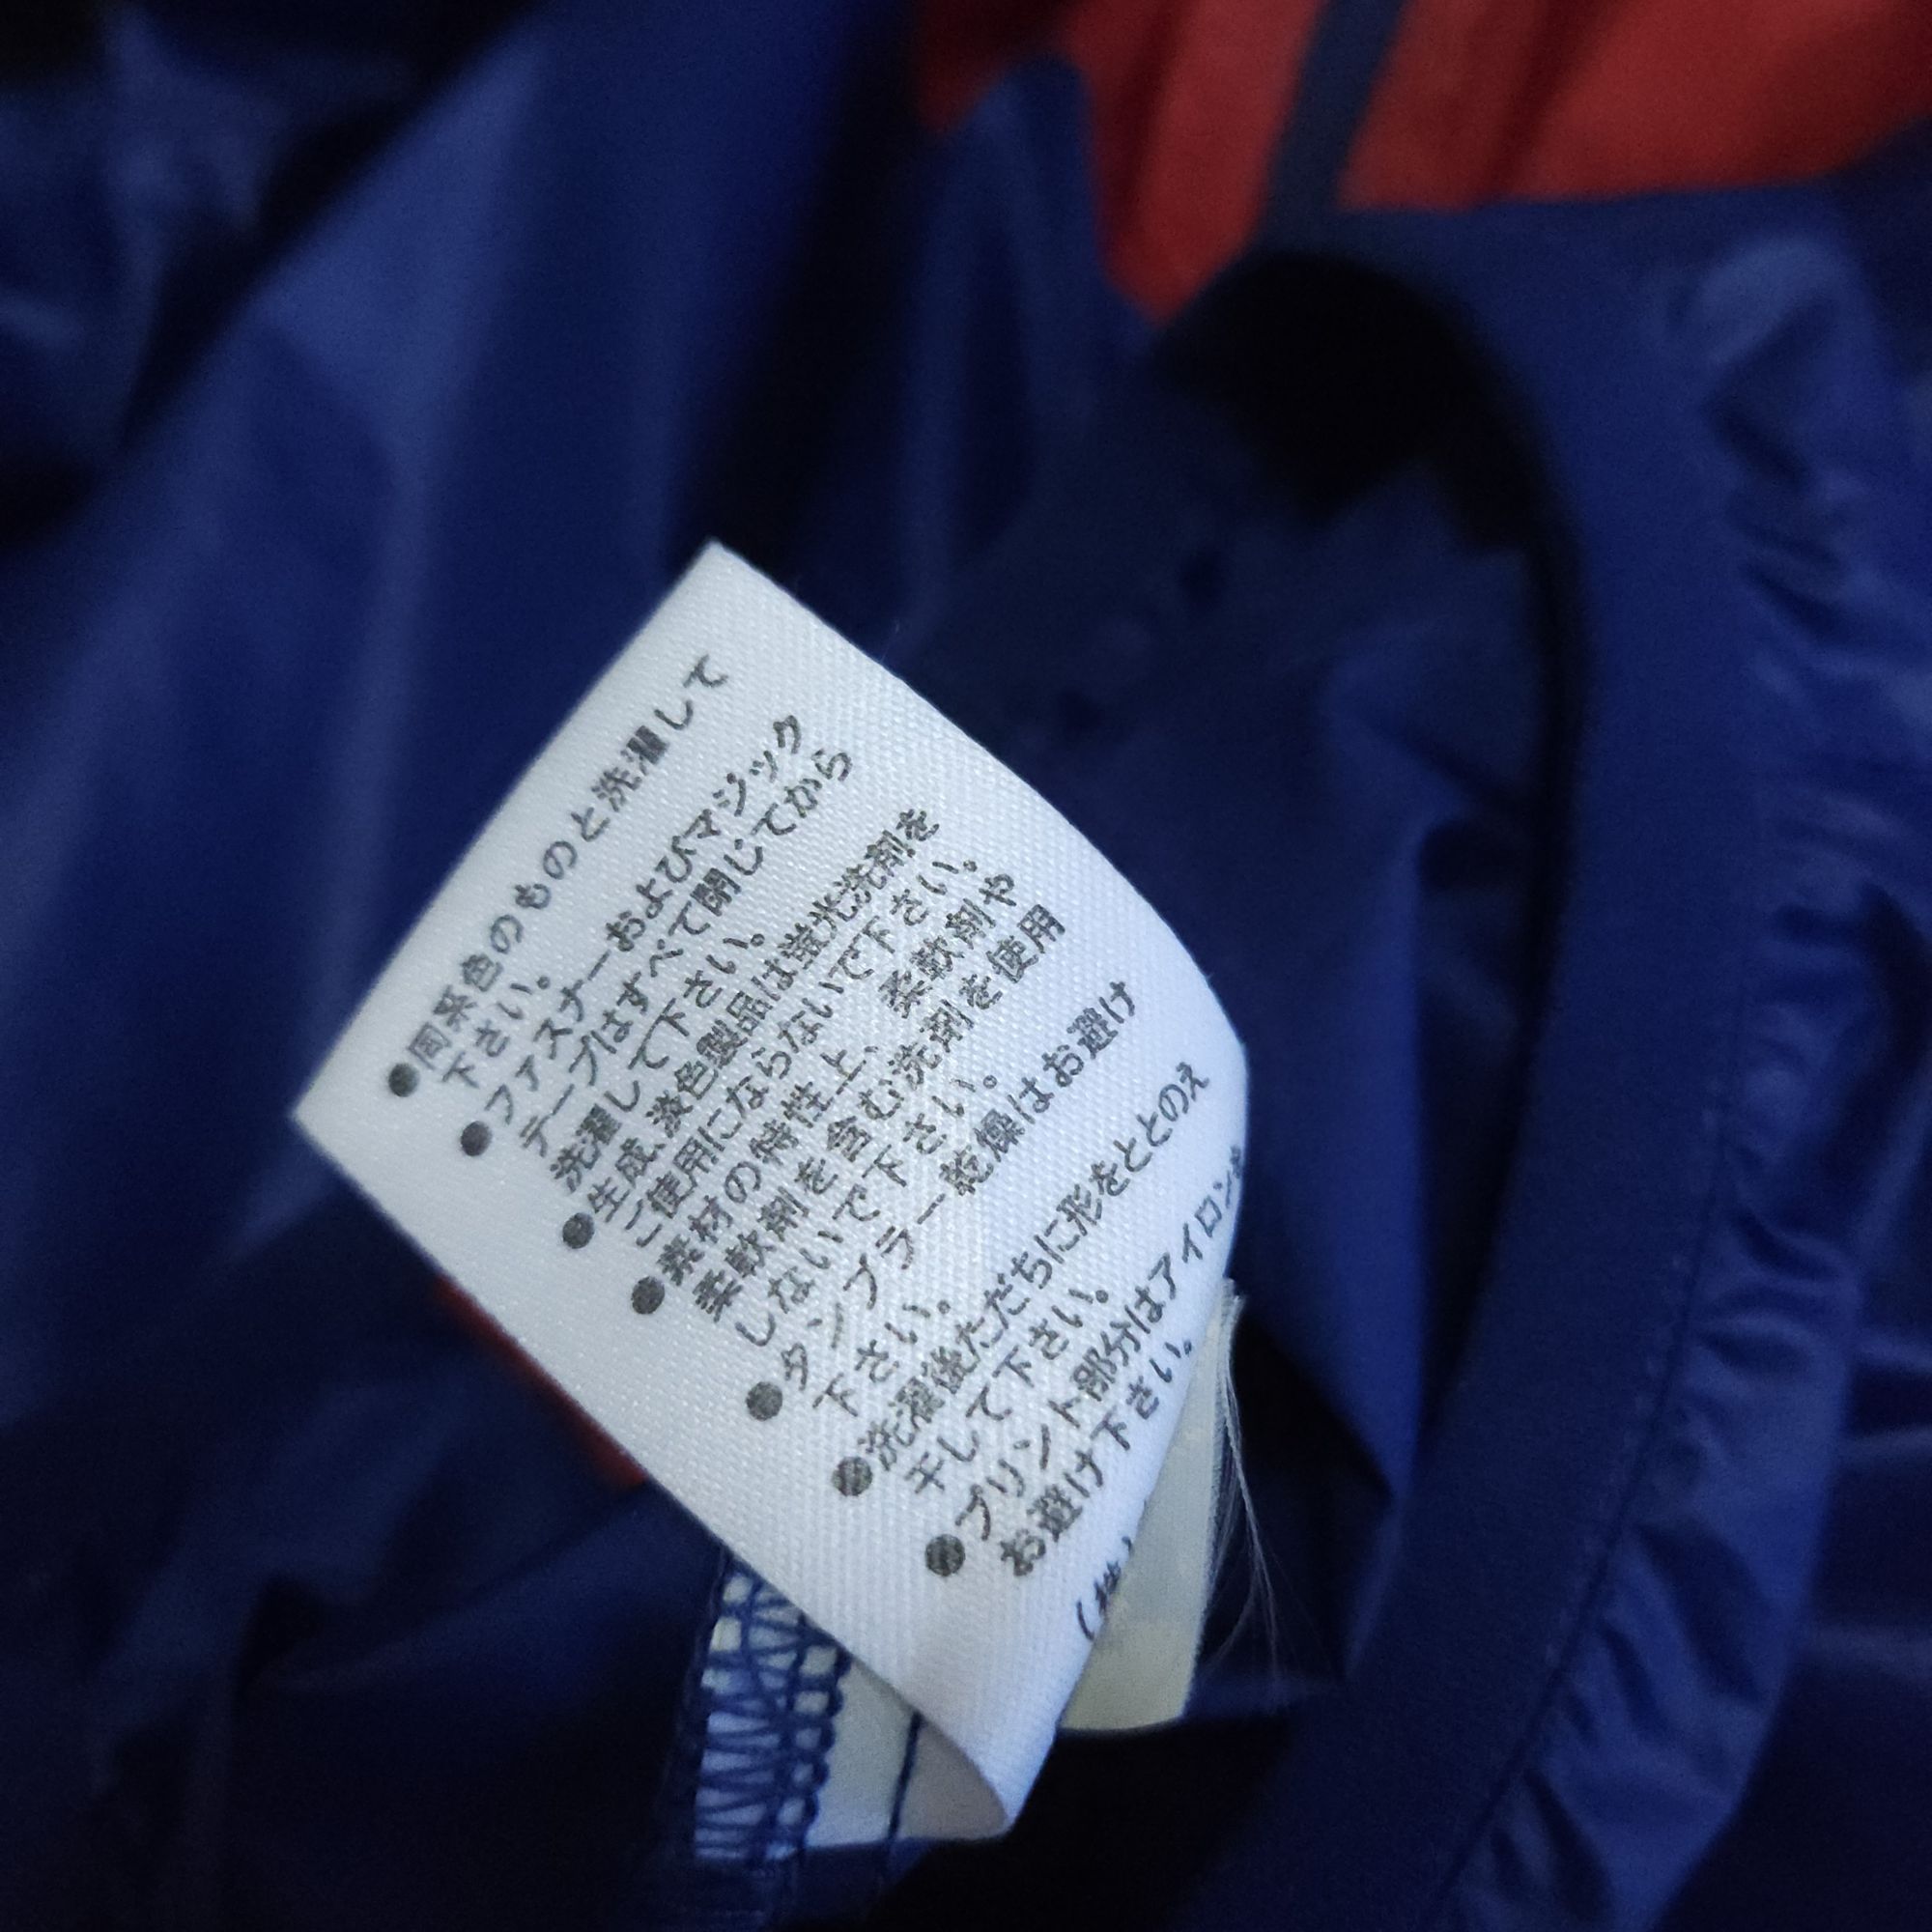 ●同系色のものと洗濯して
下さい。
●ファスナーおよびマジック
テープはすべて閉じてから
洗濯して下さい。
●生成、淡色製品は蛍光洗剤を
ご使用にならないで下さい。
●素材の特性上、柔軟剤や
柔軟剤を含む洗剤を使用
しないで下さい。
●タンブラー乾燥はお避け
下さい。
●洗濯後ただちに形をととのえ
干して下さい。
●プリント部分はアイロンを
お避け下さい。
(株)